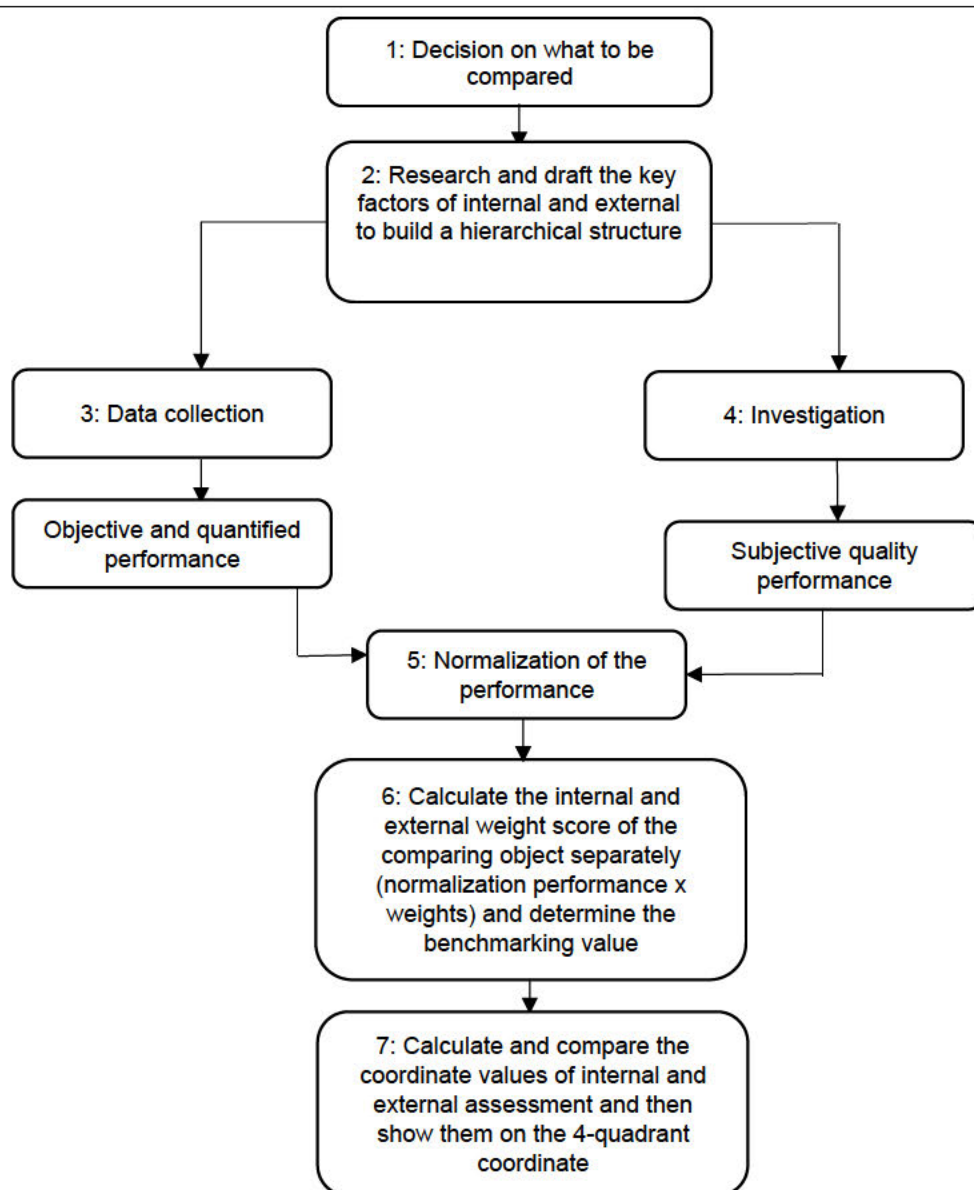 1: Decision on what to be
compared
2: Research and draft the key
factors of internal and external
to build a hierarchical structure
3: Data collection
4: Investigation
Objective and quantified
performance
Subjective quality
performance
5: Normalization of the
performance
6: Calculate the internal and
external weight score of the
comparing object separately
(normalization performance x
weights) and determine the
benchmarking value
7: Calculate and compare the
coordinate values of internal and
external assessment and then
show them on the 4-quadrant
coordinate